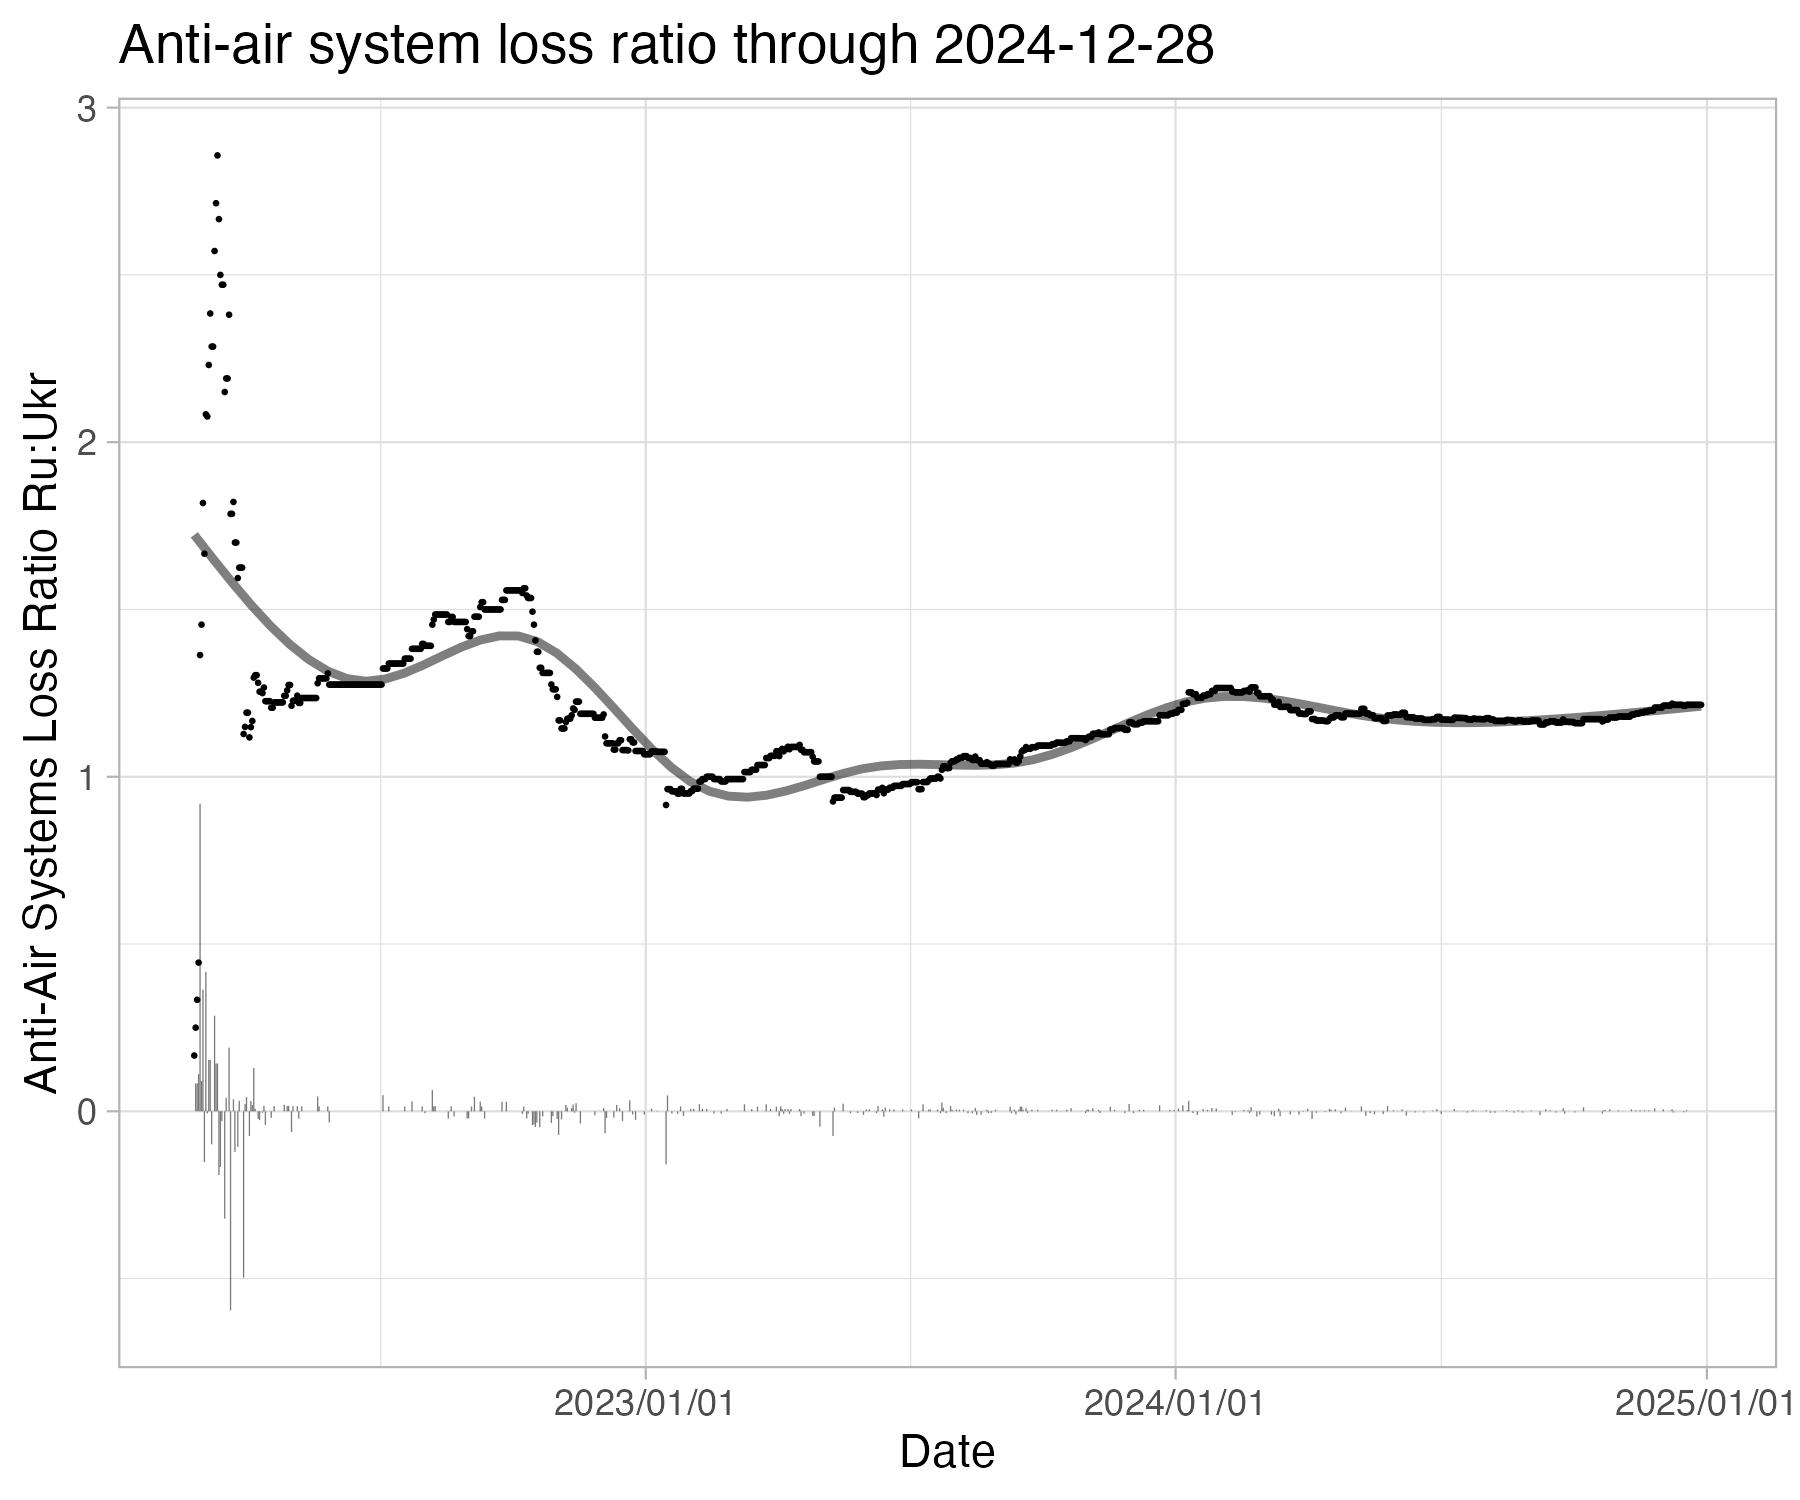 Anti-air system loss ratio through 2024-12-28
Anti-Air Systems Loss Ratio Ru:Ukr
3
2
1
0
2023/01/01
2024/01/01
2025/01/01
Date